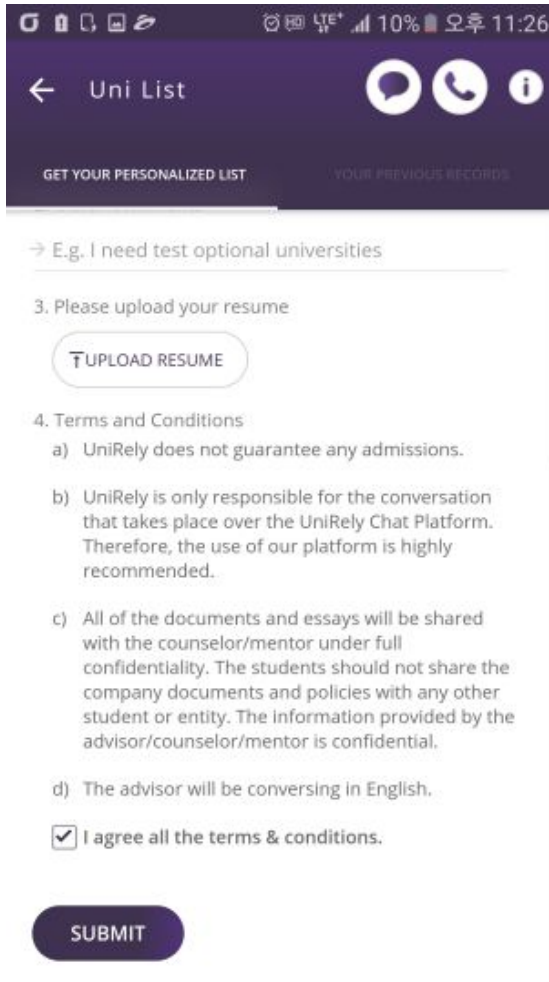 HD LTE+ 10% 오후 11:26
Uni List
GET YOUR PERSONALIZED LIST
YOUR PREVIOUS RECORDS
→ E.g. I need test optional universities
3. Please upload your resume
UPLOAD RESUME
4. Terms and Conditions
a) UniRely does not guarantee any admissions.
b) UniRely is only responsible for the conversation
that takes place over the UniRely Chat Platform.
Therefore, the use of our platform is highly
recommended.
c) All of the documents and essays will be shared
with the counselor/mentor under full
confidentiality. The students should not share the
company documents and policies with any other
student or entity. The information provided by the
advisor/counselor/mentor is confidential.
d) The advisor will be conversing in English.
I agree all the terms & conditions.
SUBMIT